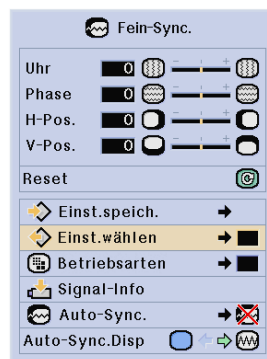 Fein-Sync.
Uhr 0
Phase 0
H-Pos. 0
V-Pos. 0
Reset
Einst.speich.
Einst.wählen
Betriebsarten
Signal-Info
Auto-Sync.
Auto-Sync.Disp